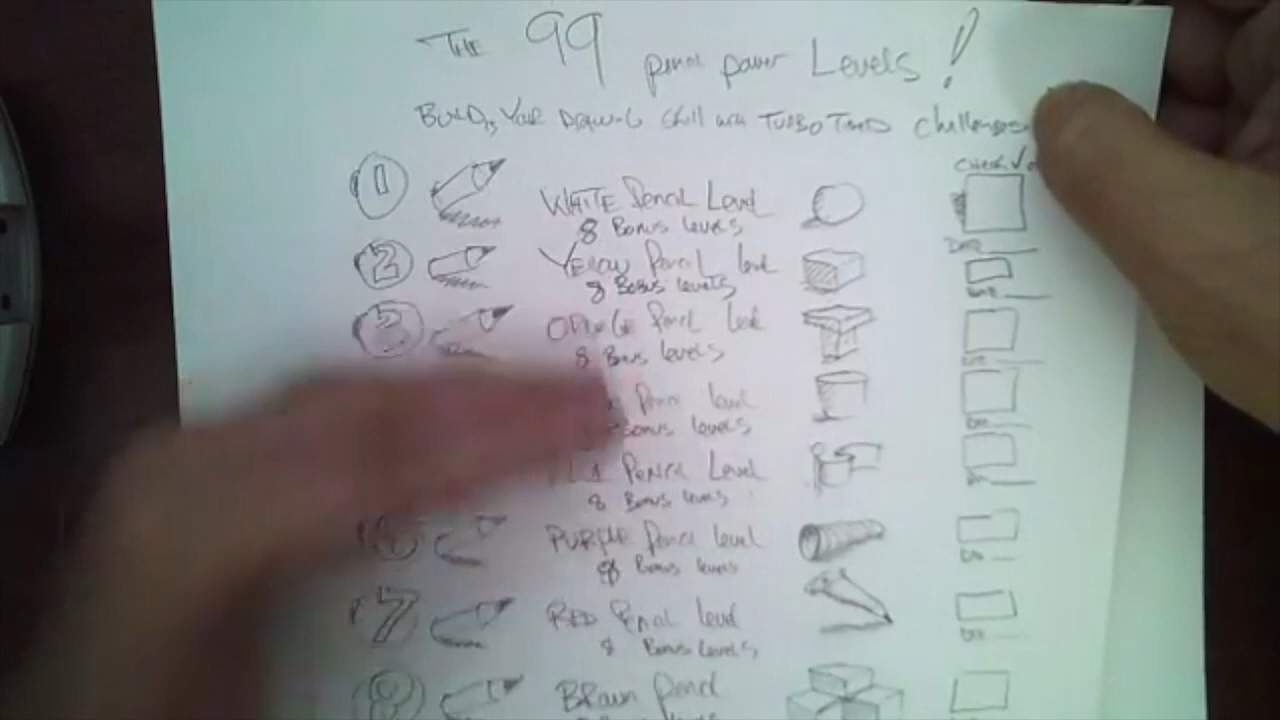 THE 99 Pencil power Levels!
BUILD Your DRAWING Skill with TURBO TIMED Challenges
CHECK ✓
1 WHITE Pencil Level
8 Bonus levels
DATE
2 YELLOW Pencil level
8 Bonus levels
3 ORANGE Pencil Level
8 Bonus levels
Pencil level
Bonus levels
PENCIL Level
8 Bonus levels
6 PURPLE Pencil level
8 Bonus levels
7 RED Pencil level
8 Bonus Levels
8 BROWN Pencil